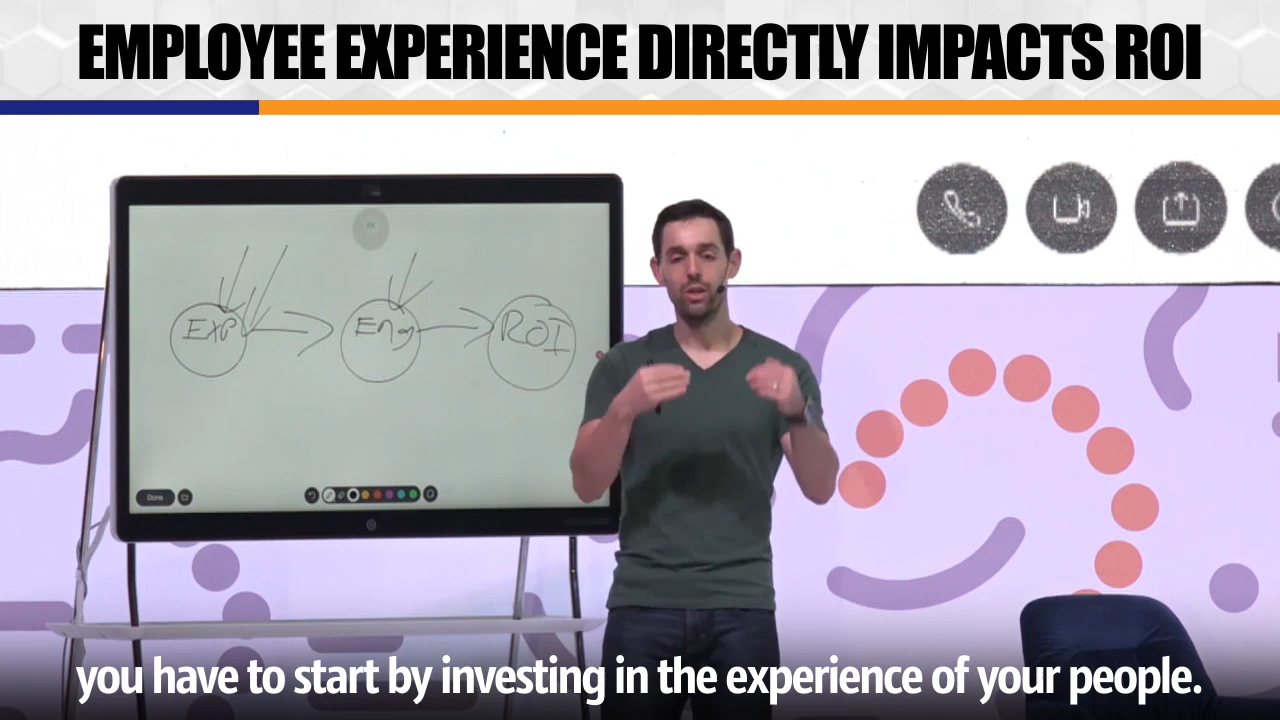 EMPLOYEE EXPERIENCE DIRECTLY IMPACTS ROI
Exp Eng ROI
Done
you have to start by investing in the experience of your people.